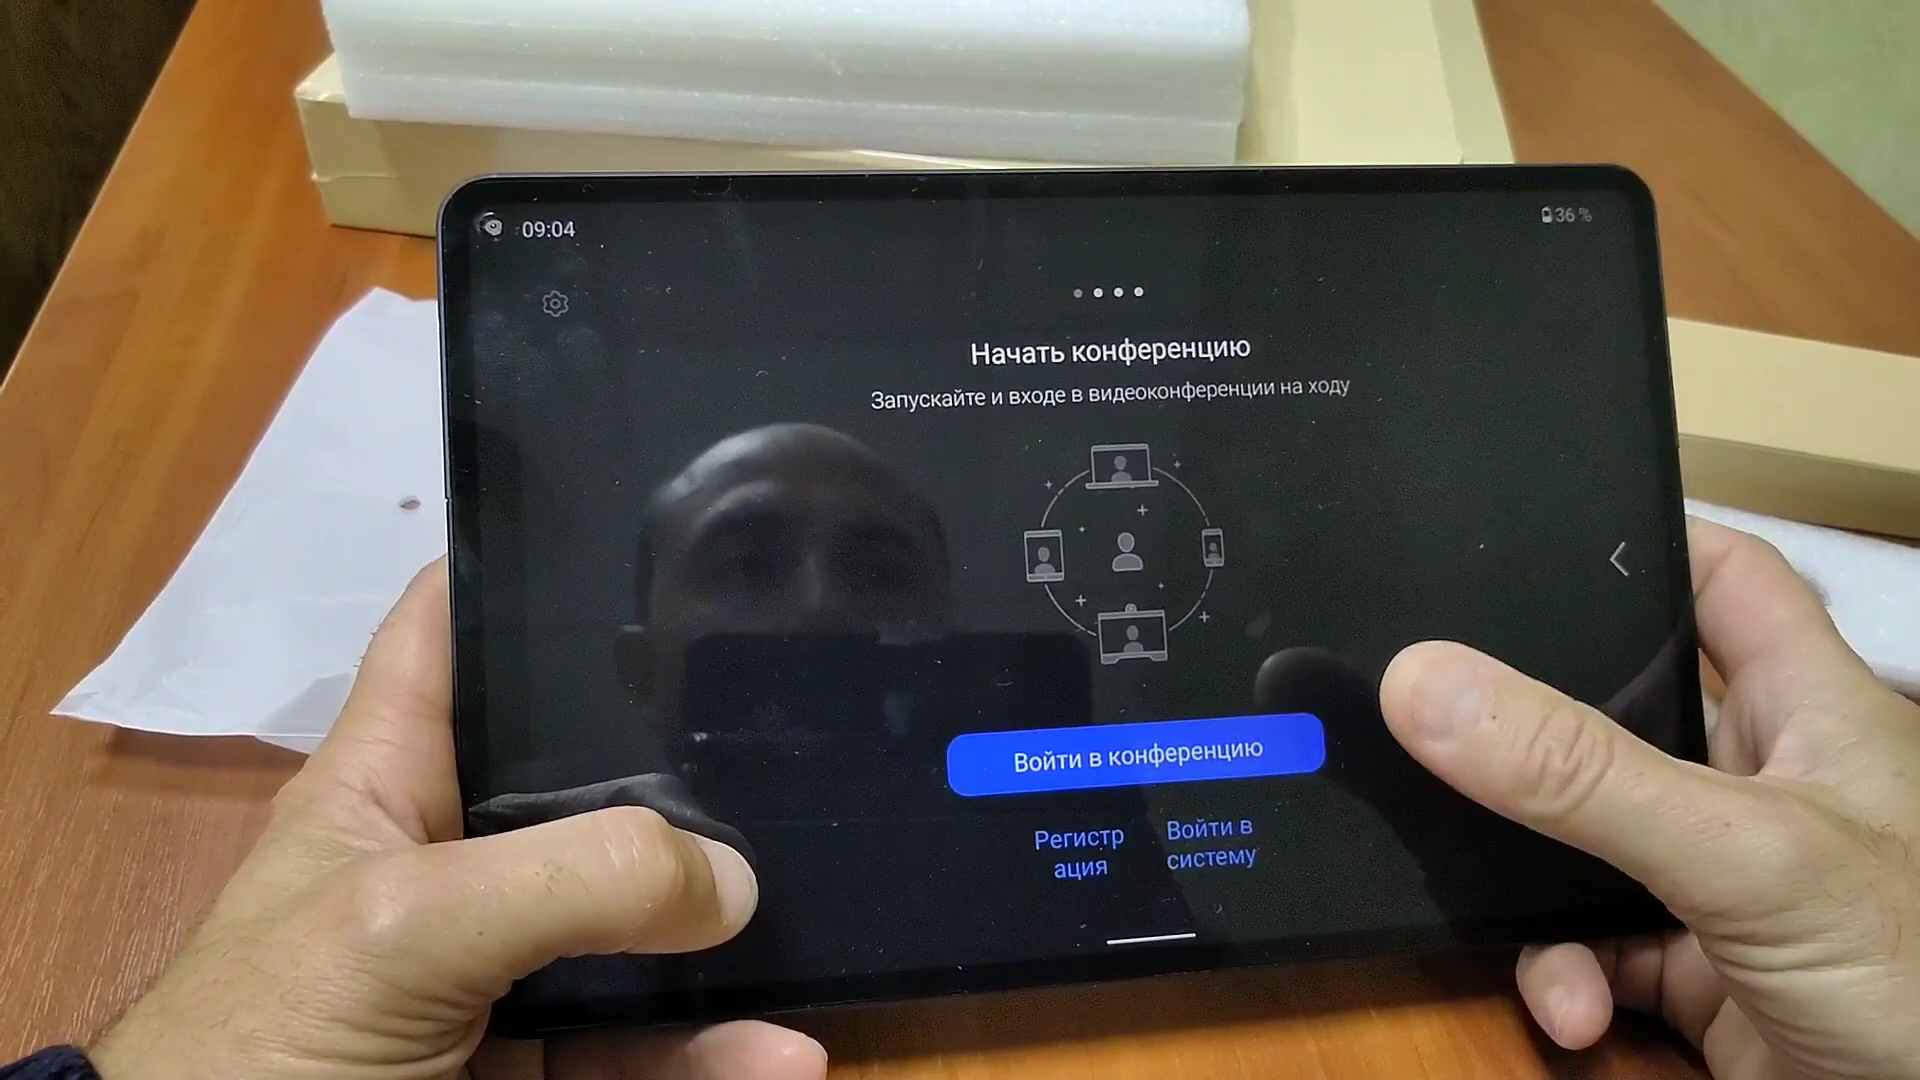 09:04
36 %
Начать конференцию
Запускайте и входе в видеоконференции на ходу
Войти в конференцию
Регистр
ация
Войти в
систему